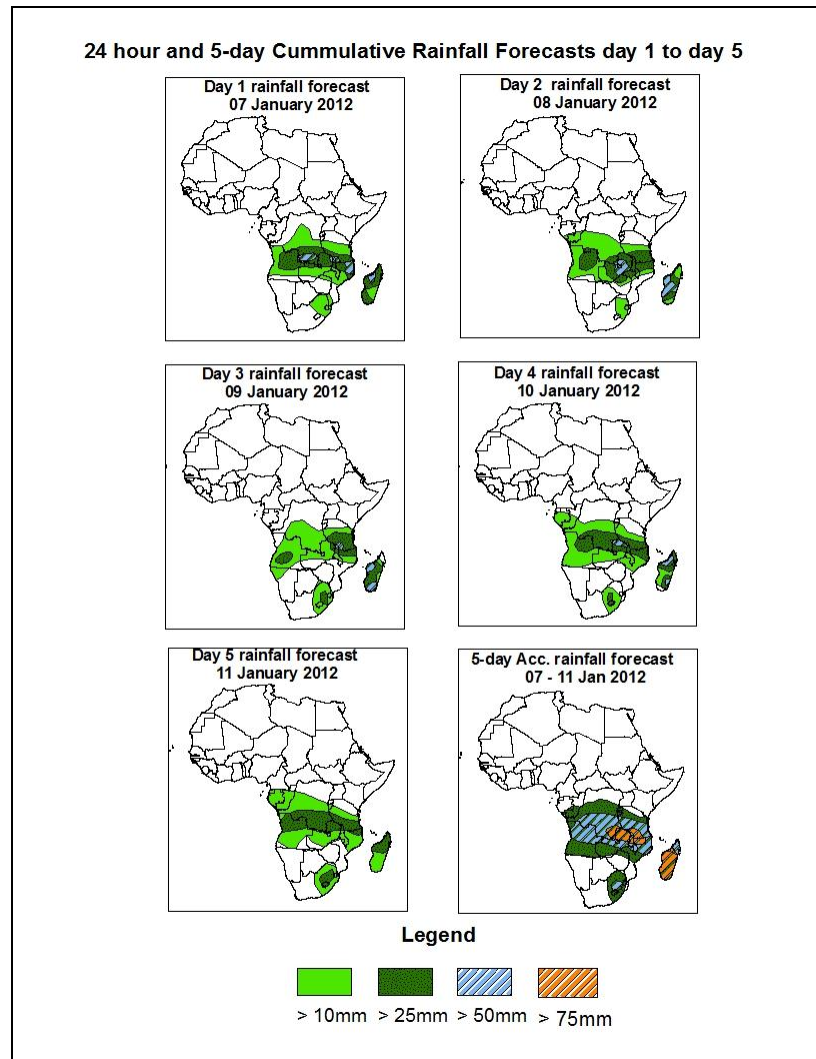 24 hour and 5-day Cummulative Rainfall Forecasts day 1 to day 5
Day 1 rainfall forecast
07 January 2012
Day 2 rainfall forecast
08 January 2012
Day 3 rainfall forecast
09 January 2012
Day 4 rainfall forecast
10 January 2012
Day 5 rainfall forecast
11 January 2012
5-day Acc. rainfall forecast
07 - 11 Jan 2012
Legend
> 10mm > 25mm > 50mm > 75mm